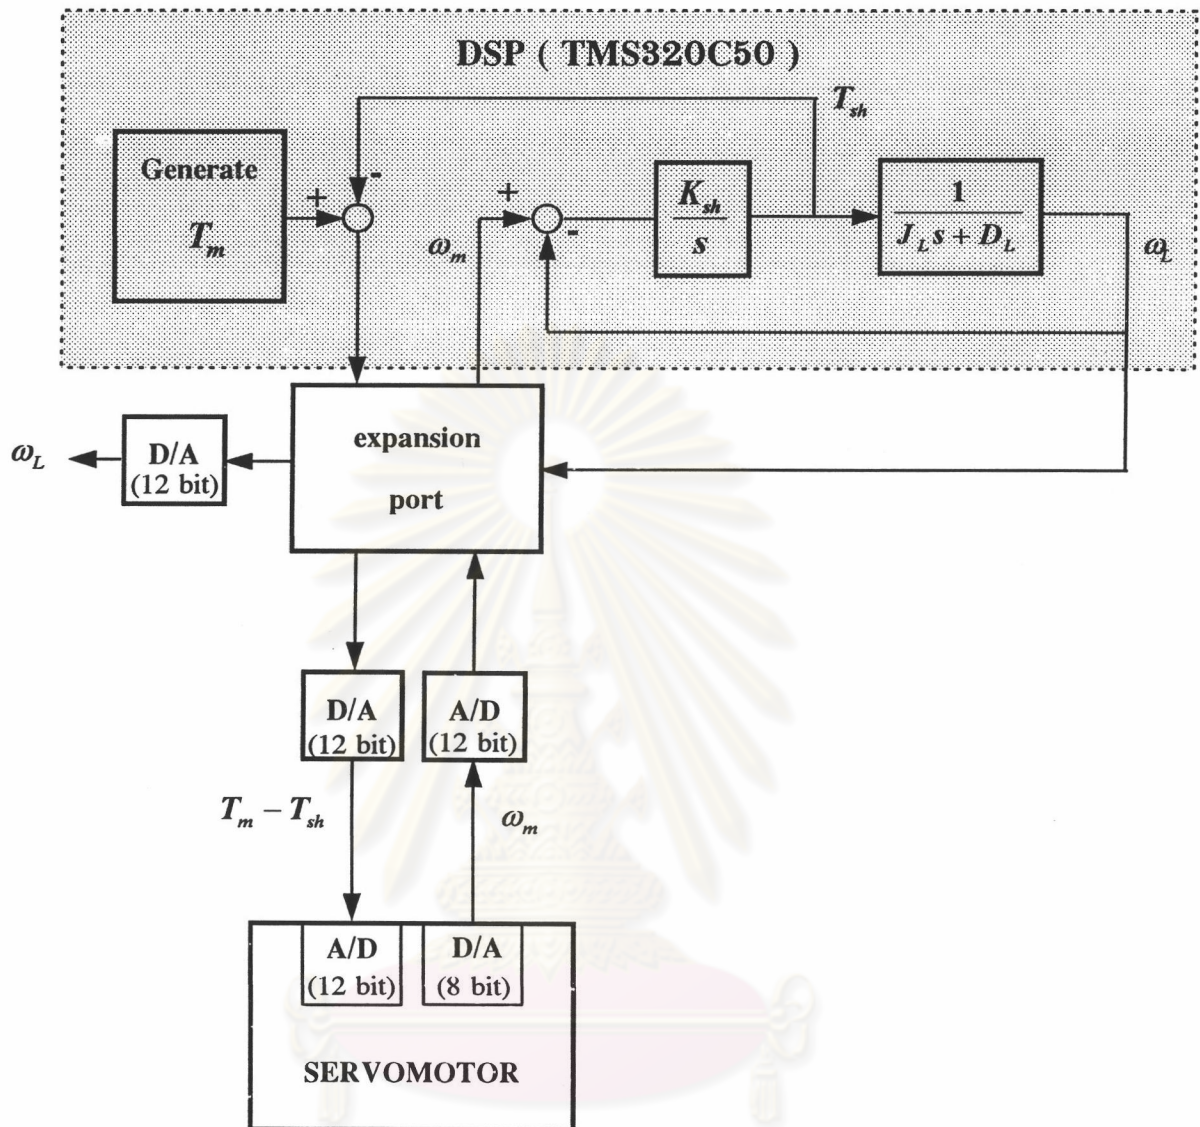 DSP ( TMS320C50 )
T_sh
Generate
T_m
+
-
ω_m
+
-
K_sh
s
1
J_L s + D_L
ω_L
expansion
port
ω_L
D/A
(12 bit)
D/A
(12 bit)
A/D
(12 bit)
T_m − T_sh
ω_m
A/D
(12 bit)
D/A
(8 bit)
SERVOMOTOR